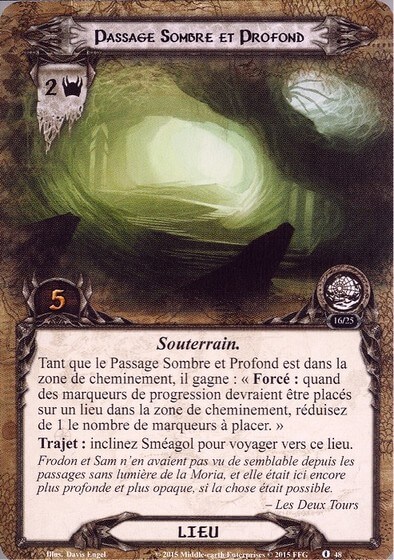 Passage Sombre et Profond
2
5
16/25
Souterrain.
Tant que le Passage Sombre et Profond est dans la
zone de cheminement, il gagne : « Forcé : quand
des marqueurs de progression devraient être placés
sur un lieu dans la zone de cheminement, réduisez
de 1 le nombre de marqueurs à placer. »
Trajet : inclinez Sméagol pour voyager vers ce lieu.
Frodon et Sam n'en avaient pas vu de semblable depuis les
passages sans lumière de la Moria, et elle était ici encore
plus profonde et plus opaque, si la chose était possible.
– Les Deux Tours
LIEU
Illus. Davis Engel © 2015 Middle-earth Enterprises © 2015 FFG 48